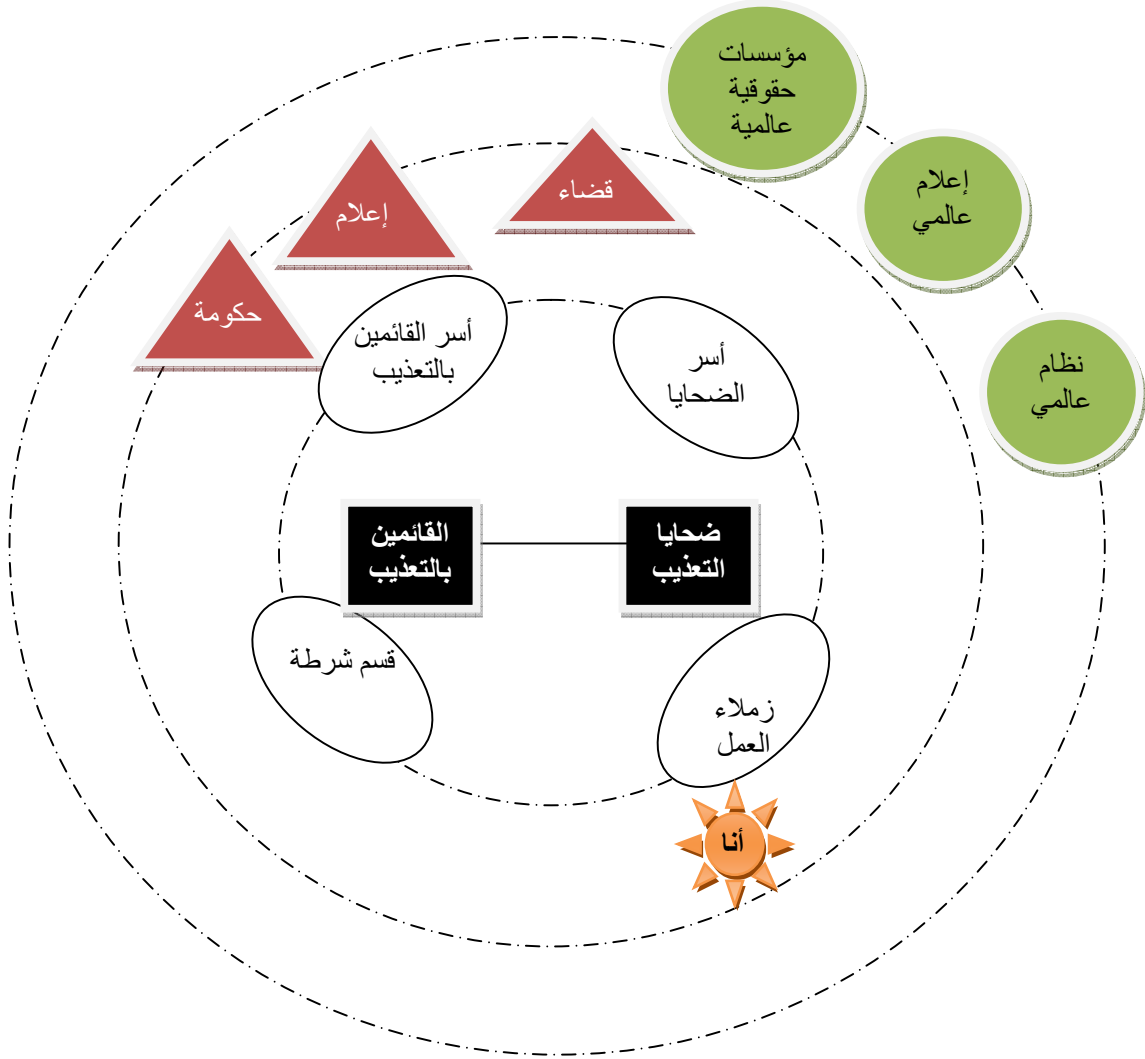 مؤسسات
حقوقية
عالمية
إعلام
عالمي
نظام
عالمي
قضاء
إعلام
حكومة
أسر القائمين
بالتعذيب
أسر
الضحايا
القائمين
بالتعذيب
ضحايا
التعذيب
قسم شرطة
زملاء
العمل
أنا